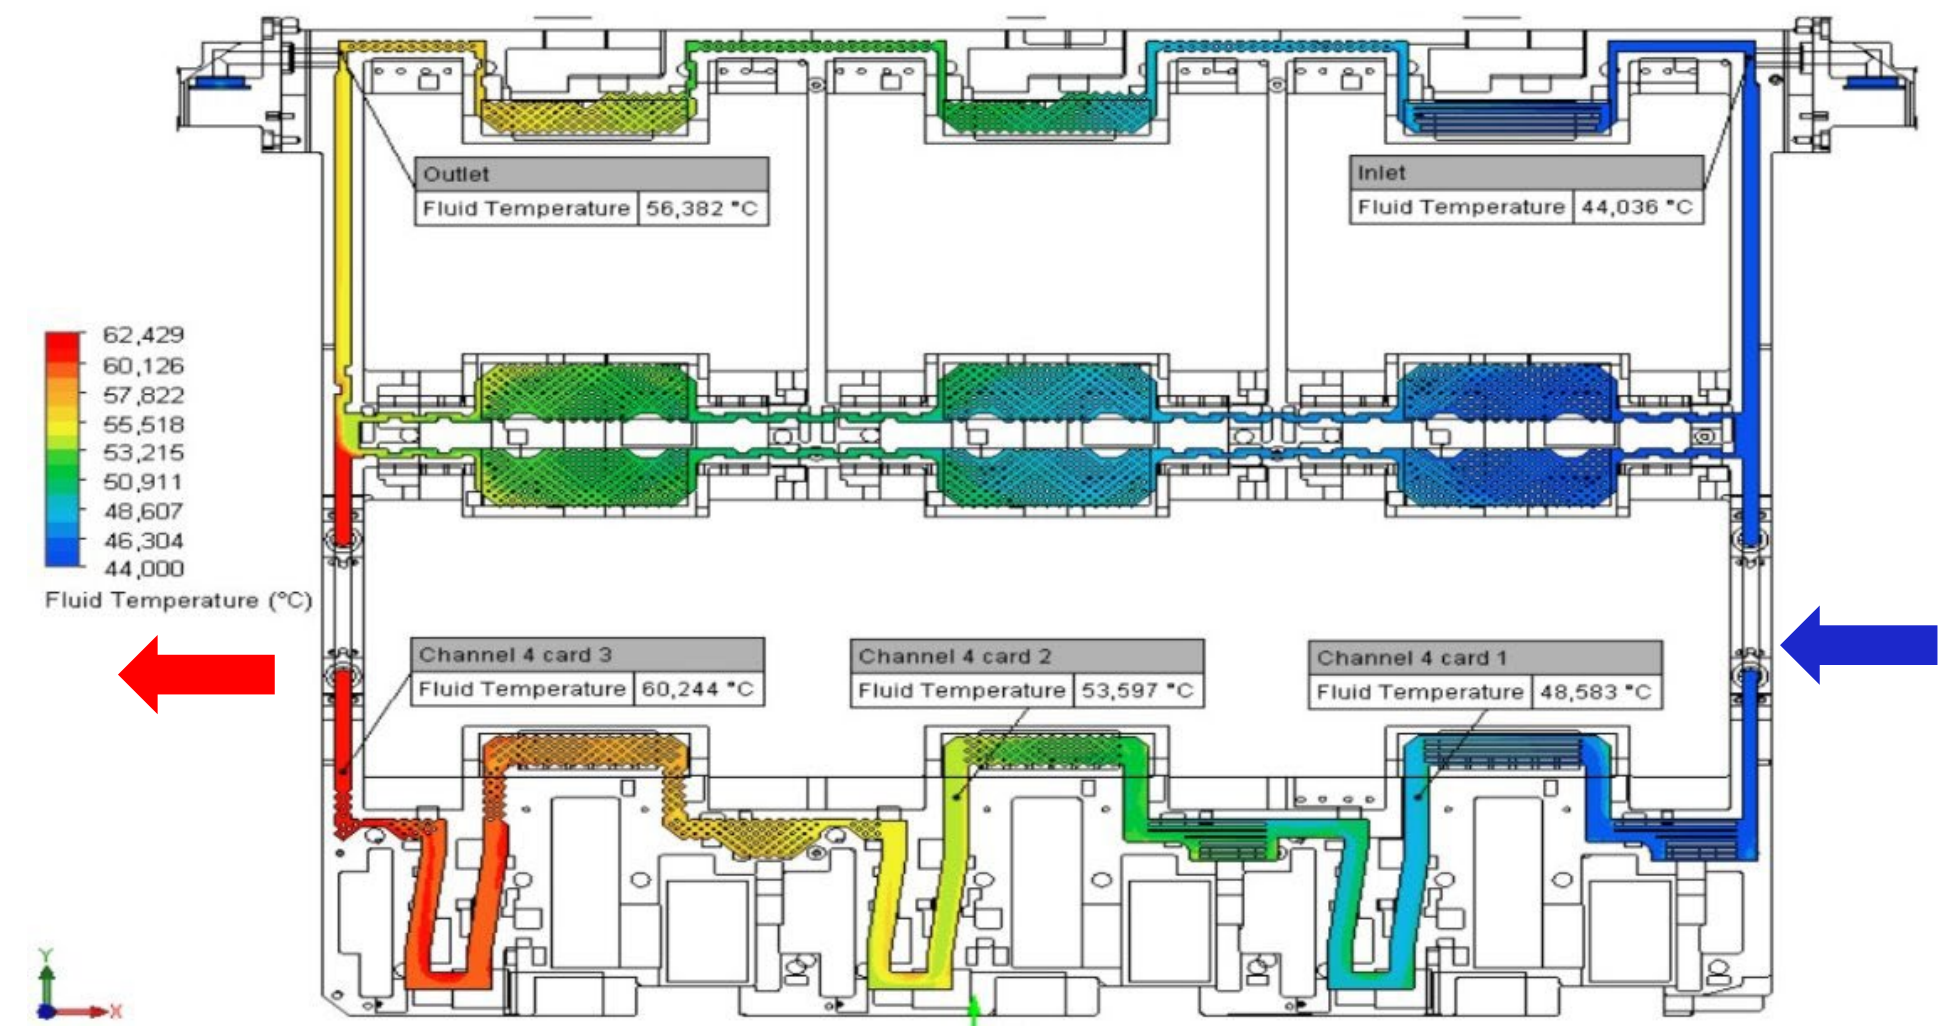 Outlet
Fluid Temperature 56,382 °C
Inlet
Fluid Temperature 44,036 °C
62,429
60,126
57,822
55,518
53,215
50,911
48,607
46,304
44,000
Fluid Temperature (°C)
Channel 4 card 3
Fluid Temperature 60,244 °C
Channel 4 card 2
Fluid Temperature 53,597 °C
Channel 4 card 1
Fluid Temperature 48,583 °C
Y
X